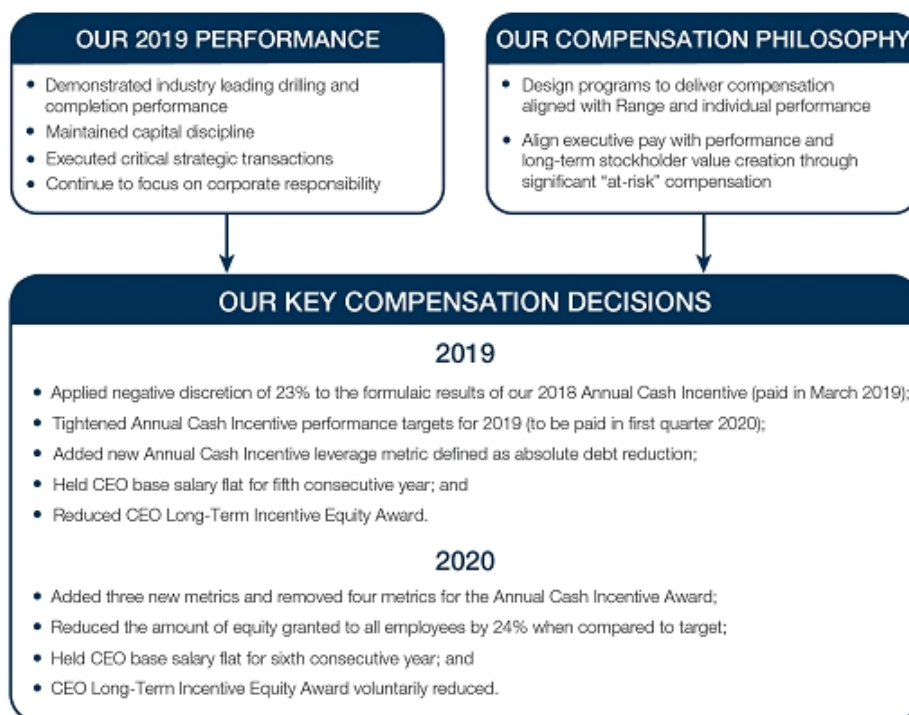 OUR 2019 PERFORMANCE
• Demonstrated industry leading drilling and
completion performance
• Maintained capital discipline
• Executed critical strategic transactions
• Continue to focus on corporate responsibility
OUR COMPENSATION PHILOSOPHY
• Design programs to deliver compensation
aligned with Range and individual performance
• Align executive pay with performance and
long-term stockholder value creation through
significant “at-risk” compensation
OUR KEY COMPENSATION DECISIONS
2019
• Applied negative discretion of 23% to the formulaic results of our 2018 Annual Cash Incentive (paid in March 2019);
• Tightened Annual Cash Incentive performance targets for 2019 (to be paid in first quarter 2020);
• Added new Annual Cash Incentive leverage metric defined as absolute debt reduction;
• Held CEO base salary flat for fifth consecutive year; and
• Reduced CEO Long-Term Incentive Equity Award.
2020
• Added three new metrics and removed four metrics for the Annual Cash Incentive Award;
• Reduced the amount of equity granted to all employees by 24% when compared to target;
• Held CEO base salary flat for sixth consecutive year; and
• CEO Long-Term Incentive Equity Award voluntarily reduced.